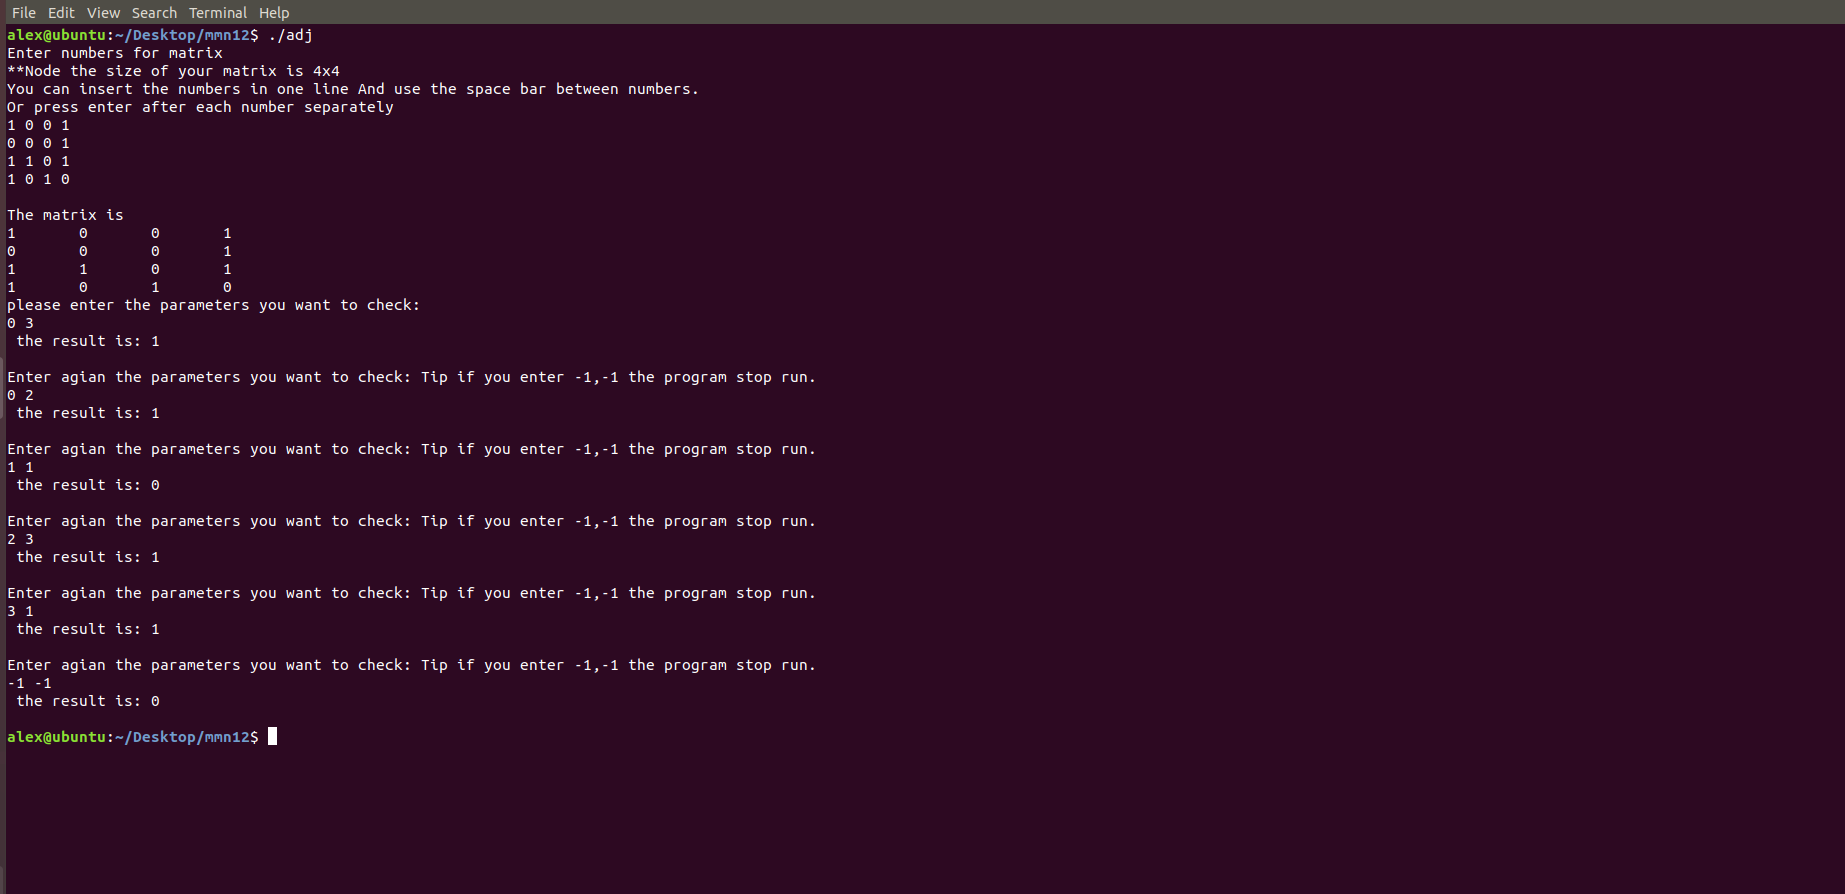 File Edit View Search Terminal Help
alex@ubuntu:~/Desktop/mmn12$ ./adj
Enter numbers for matrix
**Node the size of your matrix is 4x4
You can insert the numbers in one line And use the space bar between numbers.
Or press enter after each number separately
1 0 0 1
0 0 0 1
1 1 0 1
1 0 1 0
The matrix is
1 0 0 1
0 0 0 1
1 1 0 1
1 0 1 0
please enter the parameters you want to check:
0 3
the result is: 1
Enter agian the parameters you want to check: Tip if you enter -1,-1 the program stop run.
0 2
the result is: 1
Enter agian the parameters you want to check: Tip if you enter -1,-1 the program stop run.
1 1
the result is: 0
Enter agian the parameters you want to check: Tip if you enter -1,-1 the program stop run.
2 3
the result is: 1
Enter agian the parameters you want to check: Tip if you enter -1,-1 the program stop run.
3 1
the result is: 1
Enter agian the parameters you want to check: Tip if you enter -1,-1 the program stop run.
-1 -1
the result is: 0
alex@ubuntu:~/Desktop/mmn12$